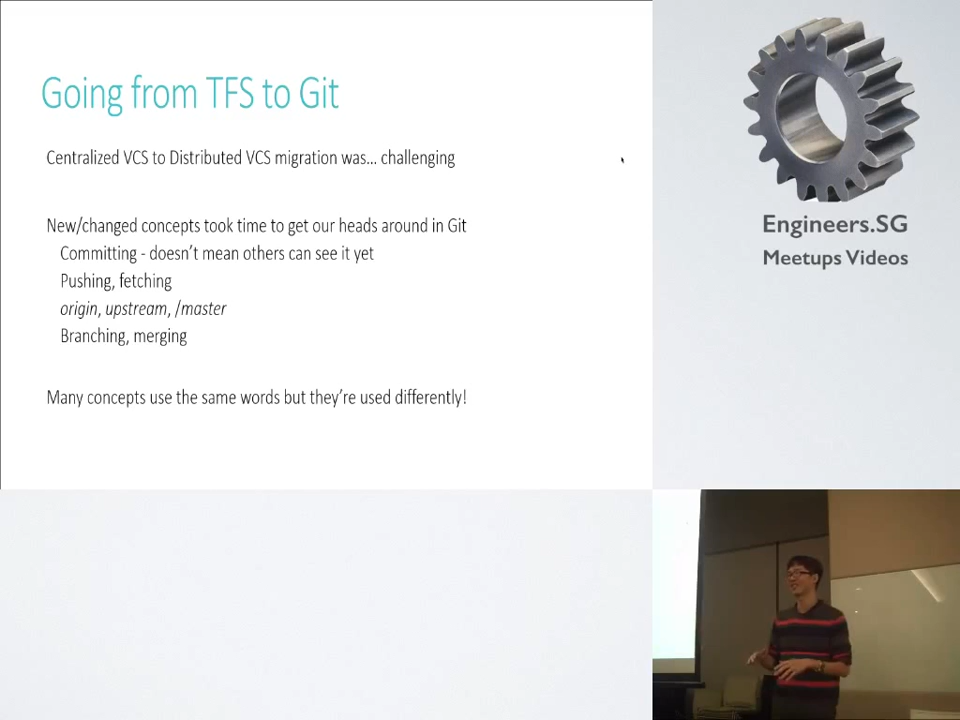 Going from TFS to Git
Centralized VCS to Distributed VCS migration was... challenging
New/changed concepts took time to get our heads around in Git
Committing - doesn't mean others can see it yet
Pushing, fetching
origin, upstream, /master
Branching, merging
Many concepts use the same words but they're used differently!
Engineers.SG
Meetups Videos